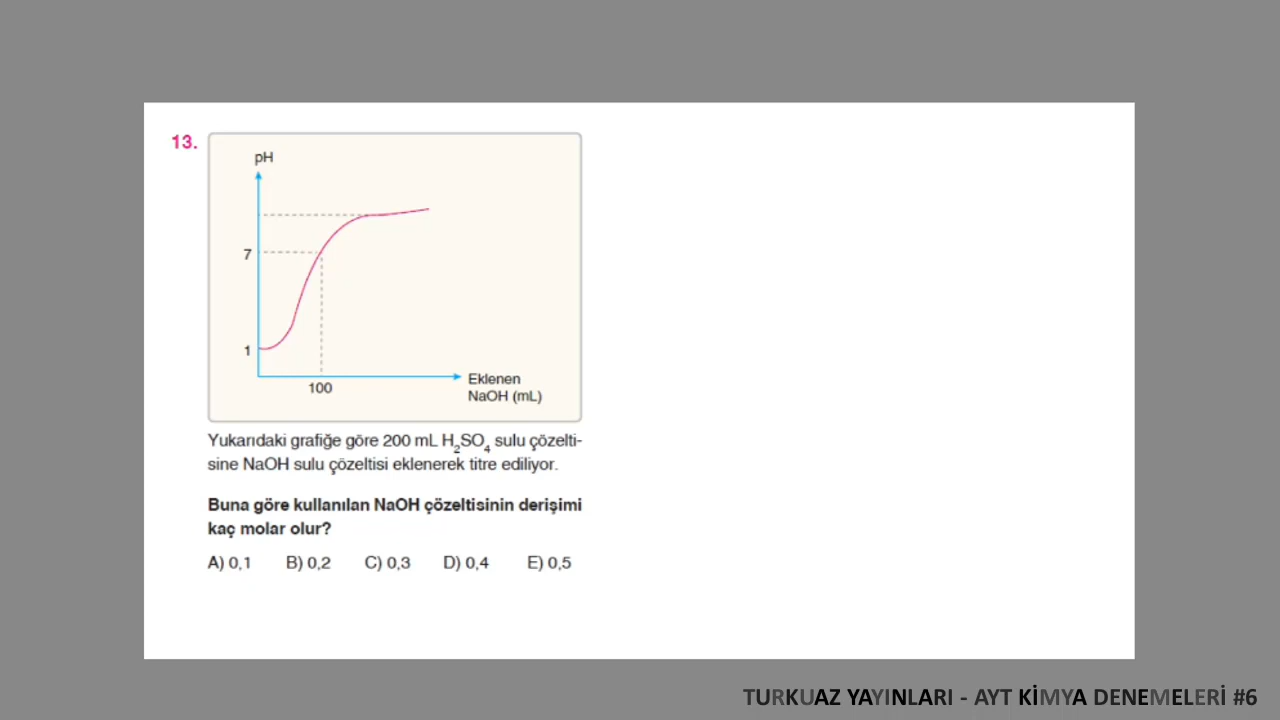 13.
pH
7
1
100
Eklenen
NaOH (mL)
Yukarıdaki grafiğe göre 200 mL H₂SO₄ sulu çözelti-
sine NaOH sulu çözeltisi eklenerek titre ediliyor.
Buna göre kullanılan NaOH çözeltisinin derişimi
kaç molar olur?
A) 0,1 B) 0,2 C) 0,3 D) 0,4 E) 0,5
TURKUAZ YAYINLARI - AYT KİMYA DENEMELERİ #6